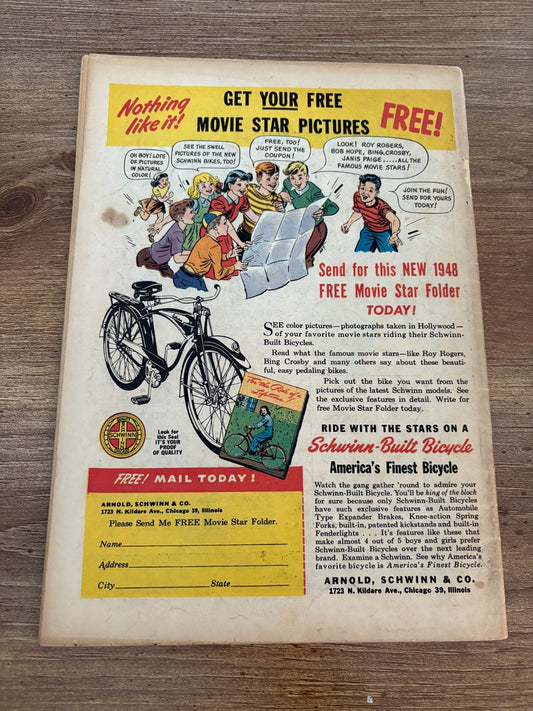 Nothing like it!
GET YOUR FREE
MOVIE STAR PICTURES
FREE!
OH BOY! LOTS
OF PICTURES
IN NATURAL
COLOR!
SEE THE SWELL
PICTURES OF THE NEW
SCHWINN BIKES, TOO!
FREE, TOO!
JUST SEND
THE COUPON!
LOOK! ROY ROGERS,
BOB HOPE, BING CROSBY,
JANIS PAIGE.....ALL THE
FAMOUS MOVIE STARS!
JOIN THE FUN!
SEND FOR YOURS
TODAY!
Send for this NEW 1948
FREE Movie Star Folder
TODAY!
SEE color pictures—photographs taken in Hollywood—
of your favorite movie stars riding their Schwinn-
Built Bicycles.
Read what the famous movie stars—like Roy Rogers,
Bing Crosby and many others say about these beauti-
ful, easy pedaling bikes.
Pick out the bike you want from the
pictures of the latest Schwinn models. See
the exclusive features in detail. Write for
free Movie Star Folder today.
For the Ride of a
Lifetime!
SCHWINN
Look for
this Seal
IT'S YOUR
PROOF
OF QUALITY
RIDE WITH THE STARS ON A
Schwinn-Built Bicycle
America's Finest Bicycle
Watch the gang gather 'round to admire your
Schwinn-Built Bicycle. You'll be king of the block
for sure because only Schwinn-Built Bicycles
have such exclusive features as Automobile
Type Expander Brakes, Knee-action Spring
Forks, built-in, patented kickstands and built-in
Fenderlights . . . It's features like these that
make almost 4 out of 5 boys and girls prefer
Schwinn-Built Bicycles over the next leading
brand. Examine a Schwinn. See why America's
favorite bicycle is America's Finest Bicycle.
ARNOLD, SCHWINN & CO.
1723 N. Kildare Ave., Chicago 39, Illinois
FREE! MAIL TODAY!
ARNOLD, SCHWINN & CO.
1723 N. Kildare Ave., Chicago 39, Illinois
Please Send Me FREE Movie Star Folder.
Name
Address
City State